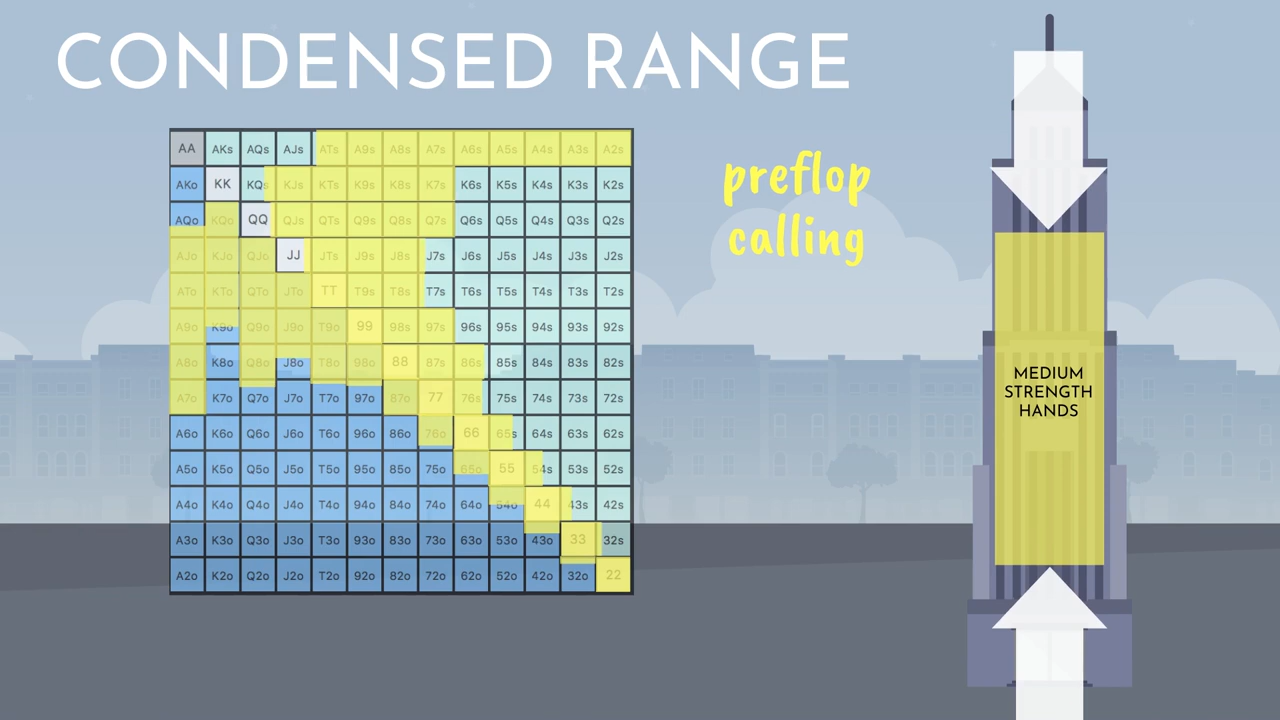 CONDENSED RANGE
AA AKs AQs AJs ATs A9s A8s A7s A6s A5s A4s A3s A2s
AKo KK KQs KJs KTs K9s K8s K7s K6s K5s K4s K3s K2s
AQo KQo QQ QJs QTs Q9s Q8s Q7s Q6s Q5s Q4s Q3s Q2s
AJo KJo QJo JJ JTs J9s J8s J7s J6s J5s J4s J3s J2s
ATo KTo QTo JTo TT T9s T8s T7s T6s T5s T4s T3s T2s
A9o K9o Q9o J9o T9o 99 98s 97s 96s 95s 94s 93s 92s
A8o K8o Q8o J8o T8o 98o 88 87s 86s 85s 84s 83s 82s
A7o K7o Q7o J7o T7o 97o 87o 77 76s 75s 74s 73s 72s
A6o K6o Q6o J6o T6o 96o 86o 76o 66 65s 64s 63s 62s
A5o K5o Q5o J5o T5o 95o 85o 75o 65o 55 54s 53s 52s
A4o K4o Q4o J4o T4o 94o 84o 74o 64o 54o 44 43s 42s
A3o K3o Q3o J3o T3o 93o 83o 73o 63o 53o 43o 33 32s
A2o K2o Q2o J2o T2o 92o 82o 72o 62o 52o 42o 32o 22
preflop
calling
MEDIUM
STRENGTH
HANDS